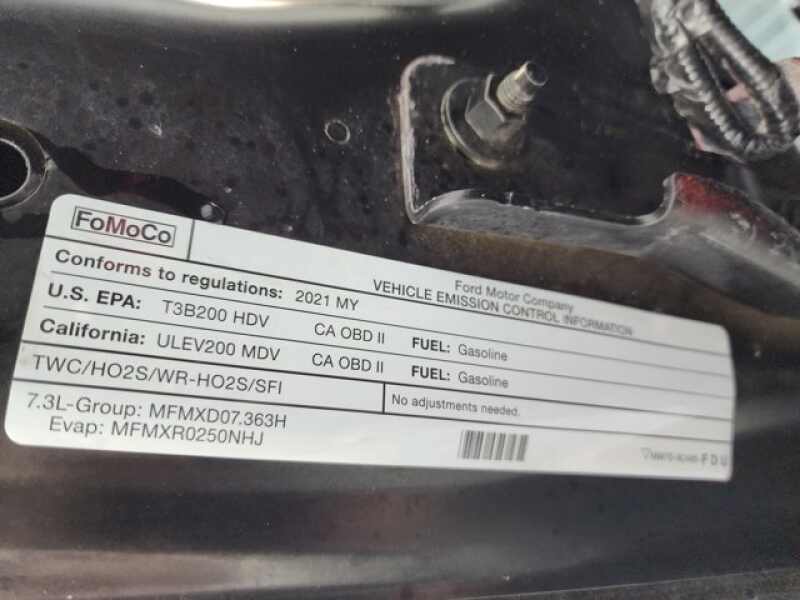 FoMoCo
Ford Motor Company
VEHICLE EMISSION CONTROL INFORMATION
Conforms to regulations: 2021 MY
U.S. EPA: T3B200 HDV CA OBD II FUEL: Gasoline
California: ULEV200 MDV CA OBD II FUEL: Gasoline
TWC/HO2S/WR-HO2S/SFI
No adjustments needed.
7.3L-Group: MFMXD07.363H
Evap: MFMXR0250NHJ
FDU